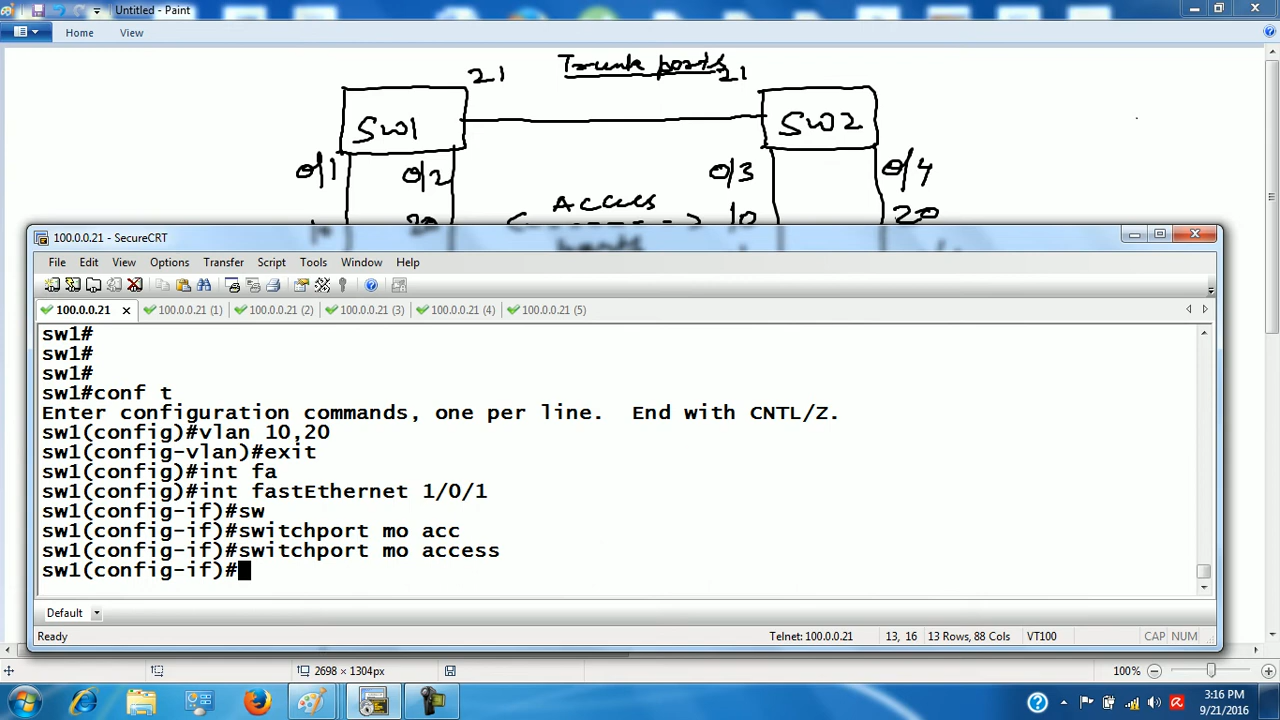 Untitled - Paint
Home View
Trunk ports
21 21
SW1 SW2
0/1 0/2 0/3 0/4
Access
10 20 10 20
100.0.0.21 - SecureCRT
File Edit View Options Transfer Script Tools Window Help
100.0.0.21 100.0.0.21 (1) 100.0.0.21 (2) 100.0.0.21 (3) 100.0.0.21 (4) 100.0.0.21 (5)
sw1#
sw1#
sw1#
sw1#conf t
Enter configuration commands, one per line.  End with CNTL/Z.
sw1(config)#vlan 10,20
sw1(config-vlan)#exit
sw1(config)#int fa
sw1(config)#int fastEthernet 1/0/1
sw1(config-if)#sw
sw1(config-if)#switchport mo acc
sw1(config-if)#switchport mo access
sw1(config-if)#
Default
Ready Telnet: 100.0.0.21 13, 16 13 Rows, 88 Cols VT100 CAP NUM
2698 × 1304px 100%
3:16 PM
9/21/2016